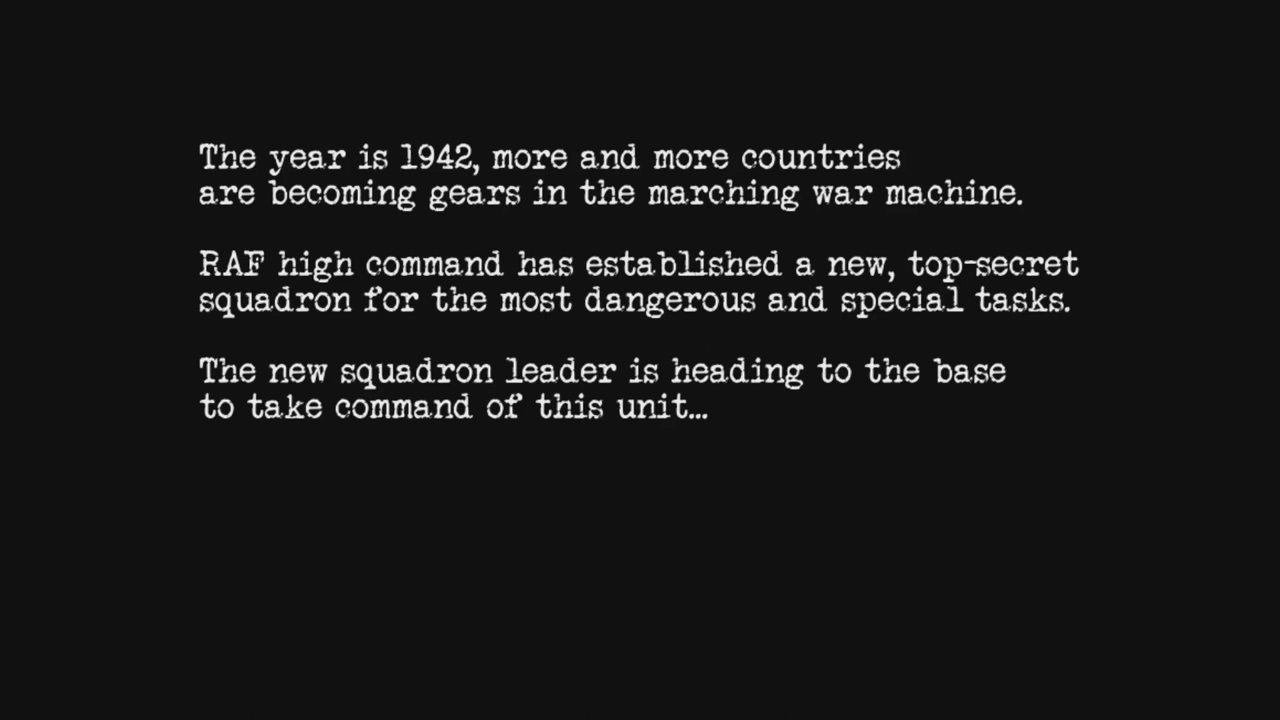 The year is 1942, more and more countries
are becoming gears in the marching war machine.
RAF high command has established a new, top-secret
squadron for the most dangerous and special tasks.
The new squadron leader is heading to the base
to take command of this unit...